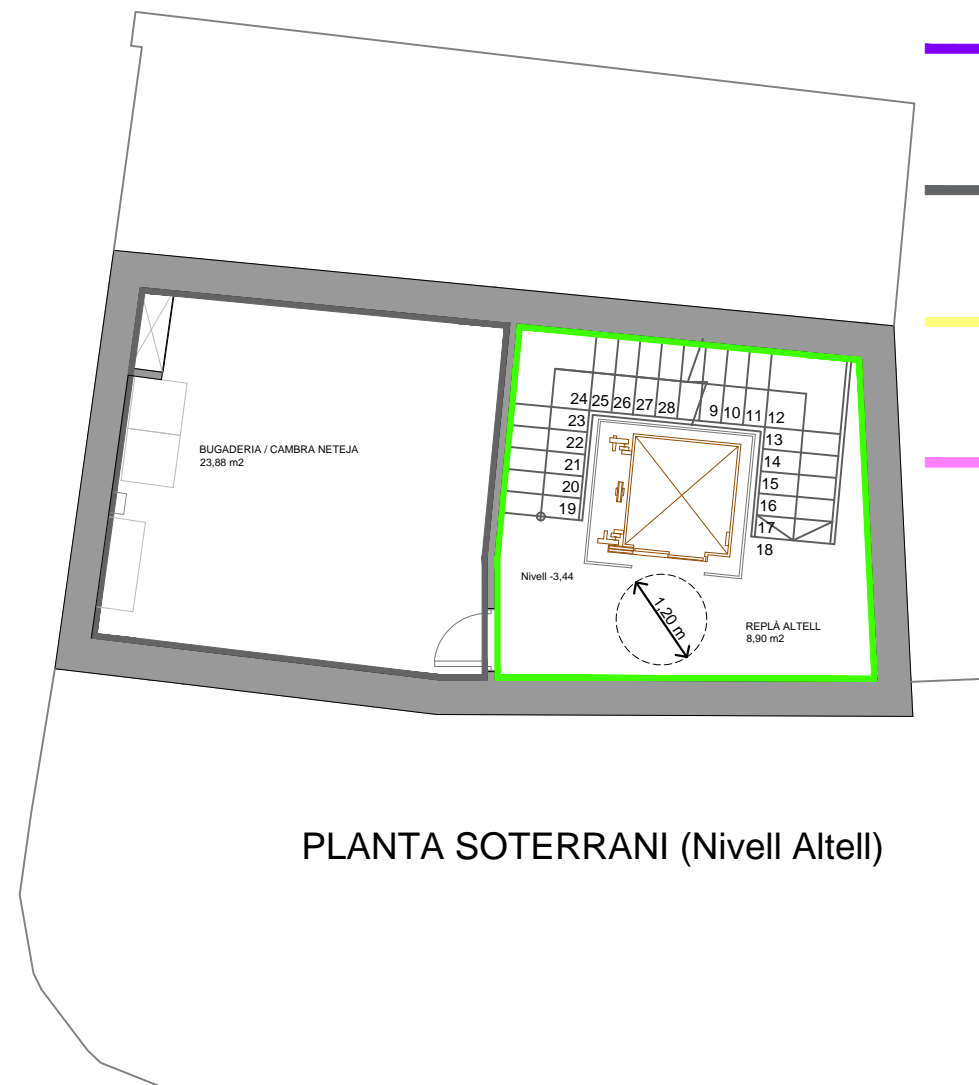 24 25 26 27 28 9 10 11 12
23
22
21
20
19
13
14
15
16
17
18
BUGADERIA / CAMBRA NETEJA
23,88 m2
Nivell -3,44
1,20 m
REPLÀ ALTELL
8,90 m2
PLANTA SOTERRANI (Nivell Altell)